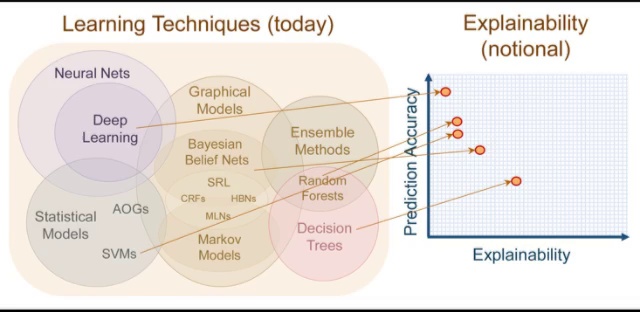 Learning Techniques (today)
Explainability
(notional)
Neural Nets
Graphical
Models
Deep
Learning
Ensemble
Methods
Bayesian
Belief Nets
SRL
Random
Forests
CRFs
HBNs
AOGs
MLNs
Statistical
Models
Decision
Trees
Markov
Models
SVMs
Prediction Accuracy
Explainability